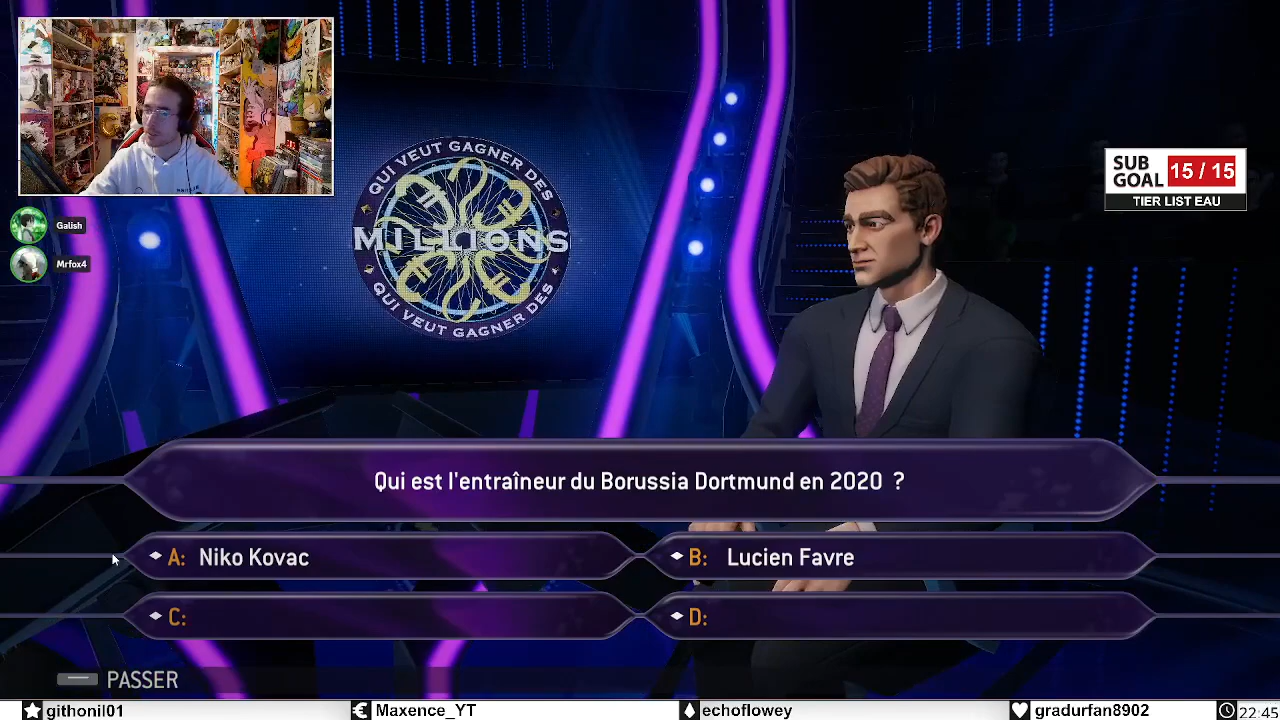 QUI VEUT GAGNER DES
MILLIONS
QUI VEUT GAGNER DES
SUB
GOAL 15 / 15
TIER LIST EAU
Galish
Mrfox4
Qui est l'entraîneur du Borussia Dortmund en 2020 ?
A: Niko Kovac
B: Lucien Favre
C:
D:
PASSER
githonil01
Maxence_YT
echoflowey
gradurfan8902
22:45